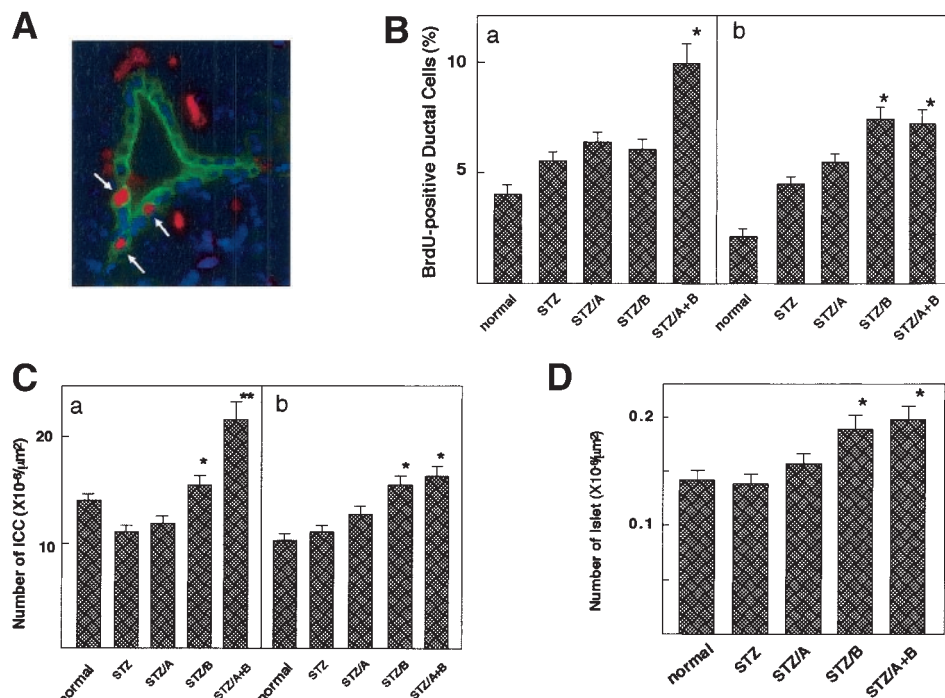 A
B
a
b
BrdU-positive Ductal Cells (%)
10
5
*
*
*
normal
STZ
STZ/A
STZ/B
STZ/A+B
normal
STZ
STZ/A
STZ/B
STZ/A+B
C
a
b
Number of ICC (X10⁻⁶/μm²)
20
10
*
**
*
*
normal
STZ
STZ/A
STZ/B
STZ/A+B
normal
STZ
STZ/A
STZ/B
STZ/A+B
D
Number of Islet (X10⁻⁶/μm²)
0.2
0.1
*
*
normal
STZ
STZ/A
STZ/B
STZ/A+B